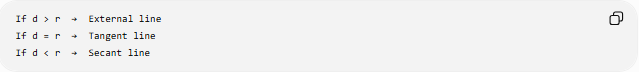 If d > r → External line
If d = r → Tangent line
If d < r → Secant line